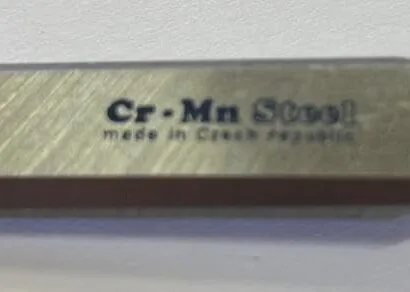 Cr - Mn Steel
made in Czech republic